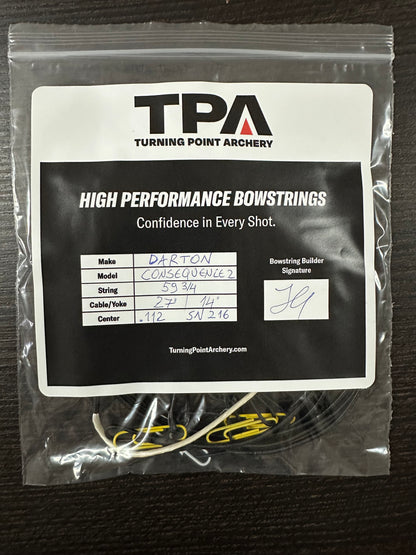 TPA
TURNING POINT ARCHERY
HIGH PERFORMANCE BOWSTRINGS
Confidence in Every Shot.
Make DARTON
Model CONSEQUENCE 2
String 59 3/4
Cable/Yoke 27" 14"
Center .112 SN 216
Bowstring Builder
Signature
TurningPointArchery.com